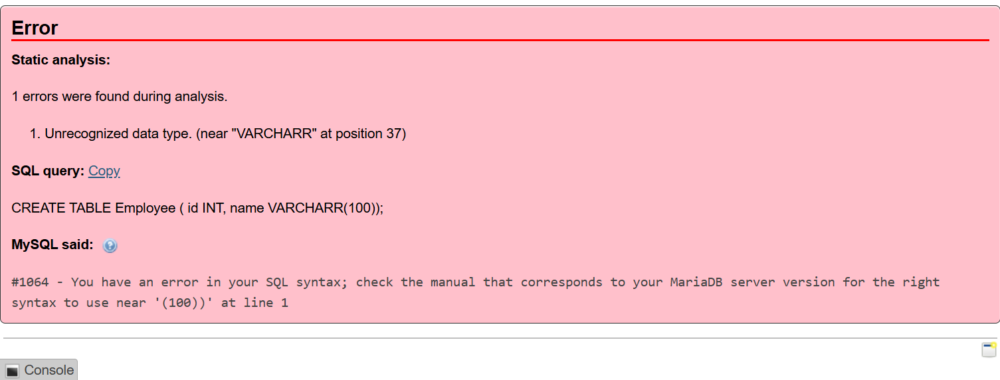 Error
Static analysis:
1 errors were found during analysis.
1. Unrecognized data type. (near "VARCHARR" at position 37)
SQL query: Copy
CREATE TABLE Employee ( id INT, name VARCHARR(100));
MySQL said:
#1064 - You have an error in your SQL syntax; check the manual that corresponds to your MariaDB server version for the right
syntax to use near '(100))' at line 1
Console